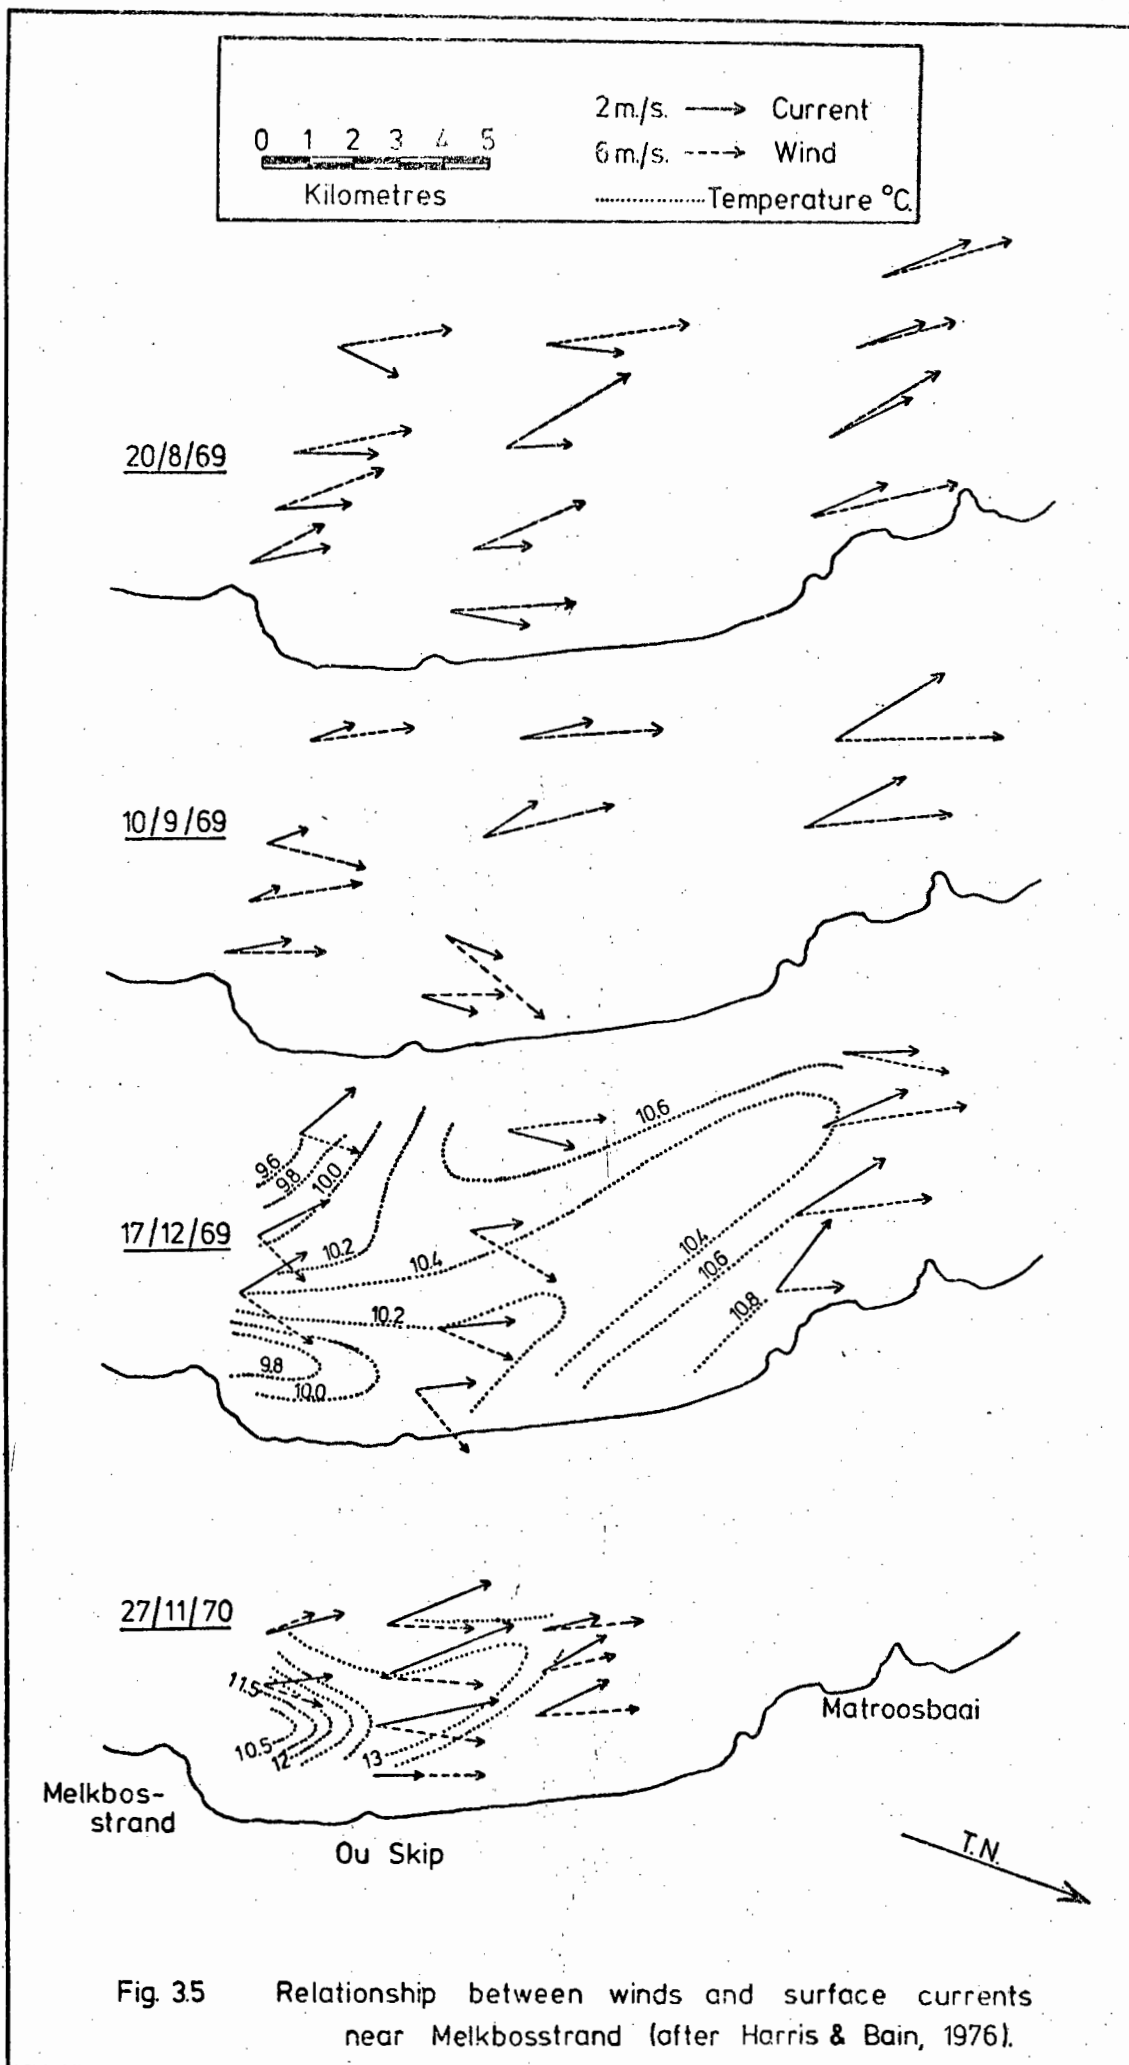 2m./s. Current
0 1 2 3 4 5
6m/s. Wind
Kilometres
Temperature °C.
20/8/69
10/9/69
10.6
9.6
9.8
10.0
17/12/69
10.2
10.4
10.4
10.6
10.2
10.8
9.8
10.0
27/11/70
11.5
10.5
12
13
Matroosbaai
Melkbos-
strand
Ou Skip
T.N.
Fig. 3.5 Relationship between winds and surface currents
near Melkbosstrand (after Harris & Bain, 1976).